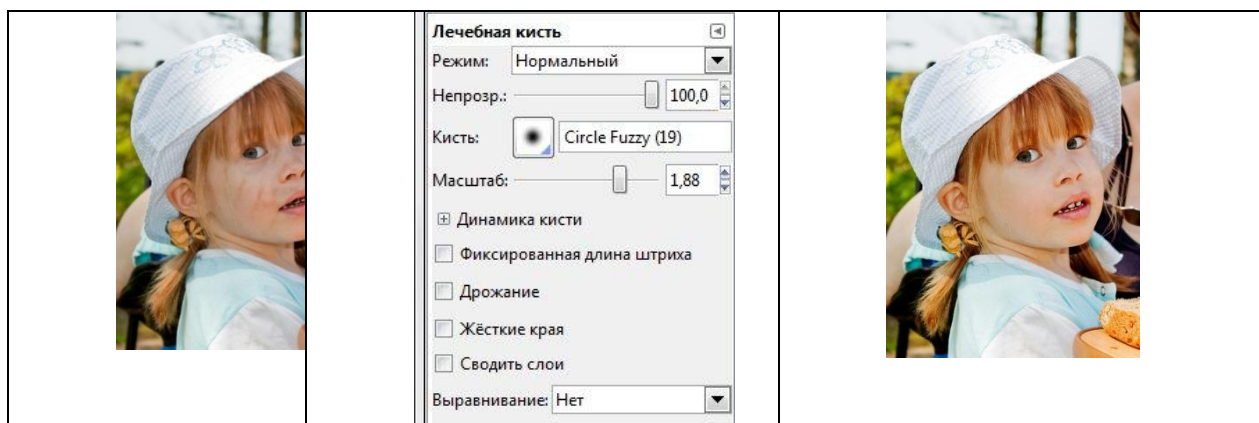 Лечебная кисть
Режим: Нормальный
Непрозр.: 100,0
Кисть: Circle Fuzzy (19)
Масштаб: 1,88
Динамика кисти
Фиксированная длина штриха
Дрожание
Жёсткие края
Сводить слои
Выравнивание: Нет